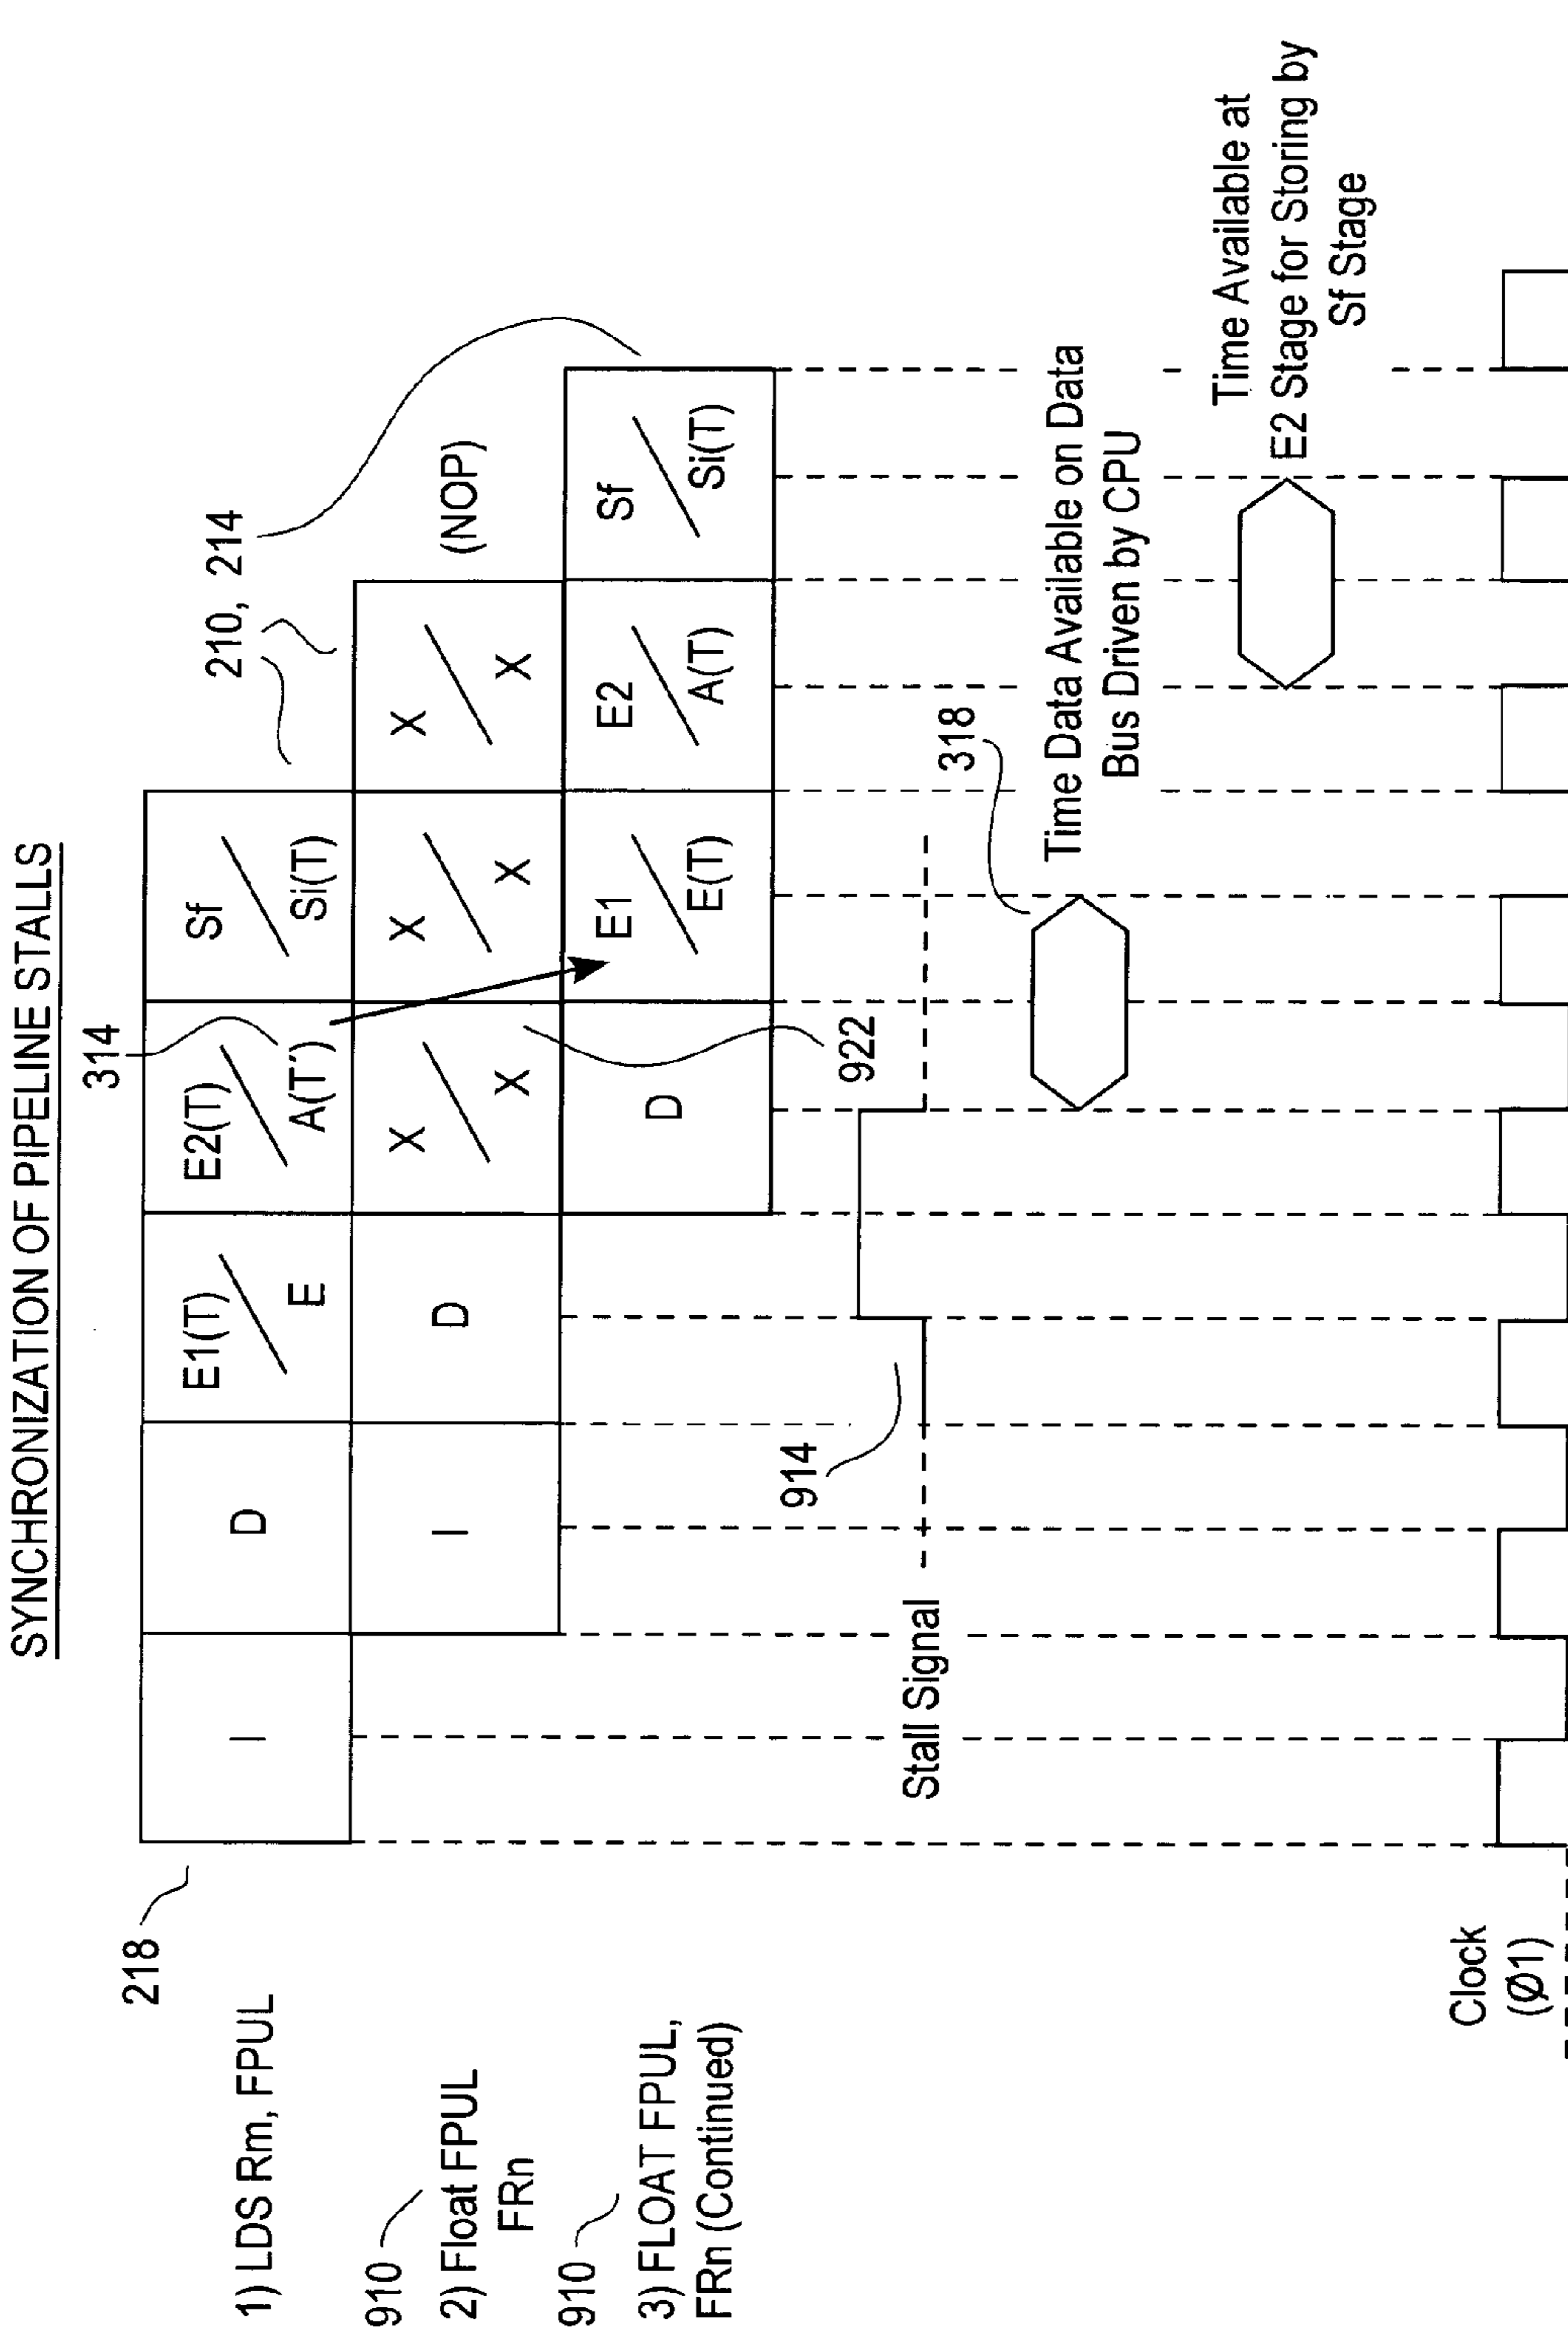 SYNCHRONIZATION OF PIPELINE STALLS
218
314
210, 214
1) LDS Rm, FPUL
I
D
E1(T)
E
E2(T)
A(T')
Sf
Si(T)
910
2) Float FPUL
FRn
I
D
X
X
X
X
X
X
(NOP)
910
3) FLOAT FPUL,
FRn (Continued)
D
E1
E(T)
E2
A(T)
Sf
Si(T)
914
922
Stall Signal
318
Time Data Available on Data
Bus Driven by CPU
Time Available at
E2 Stage for Storing by
Sf Stage
Clock
(Ø1)